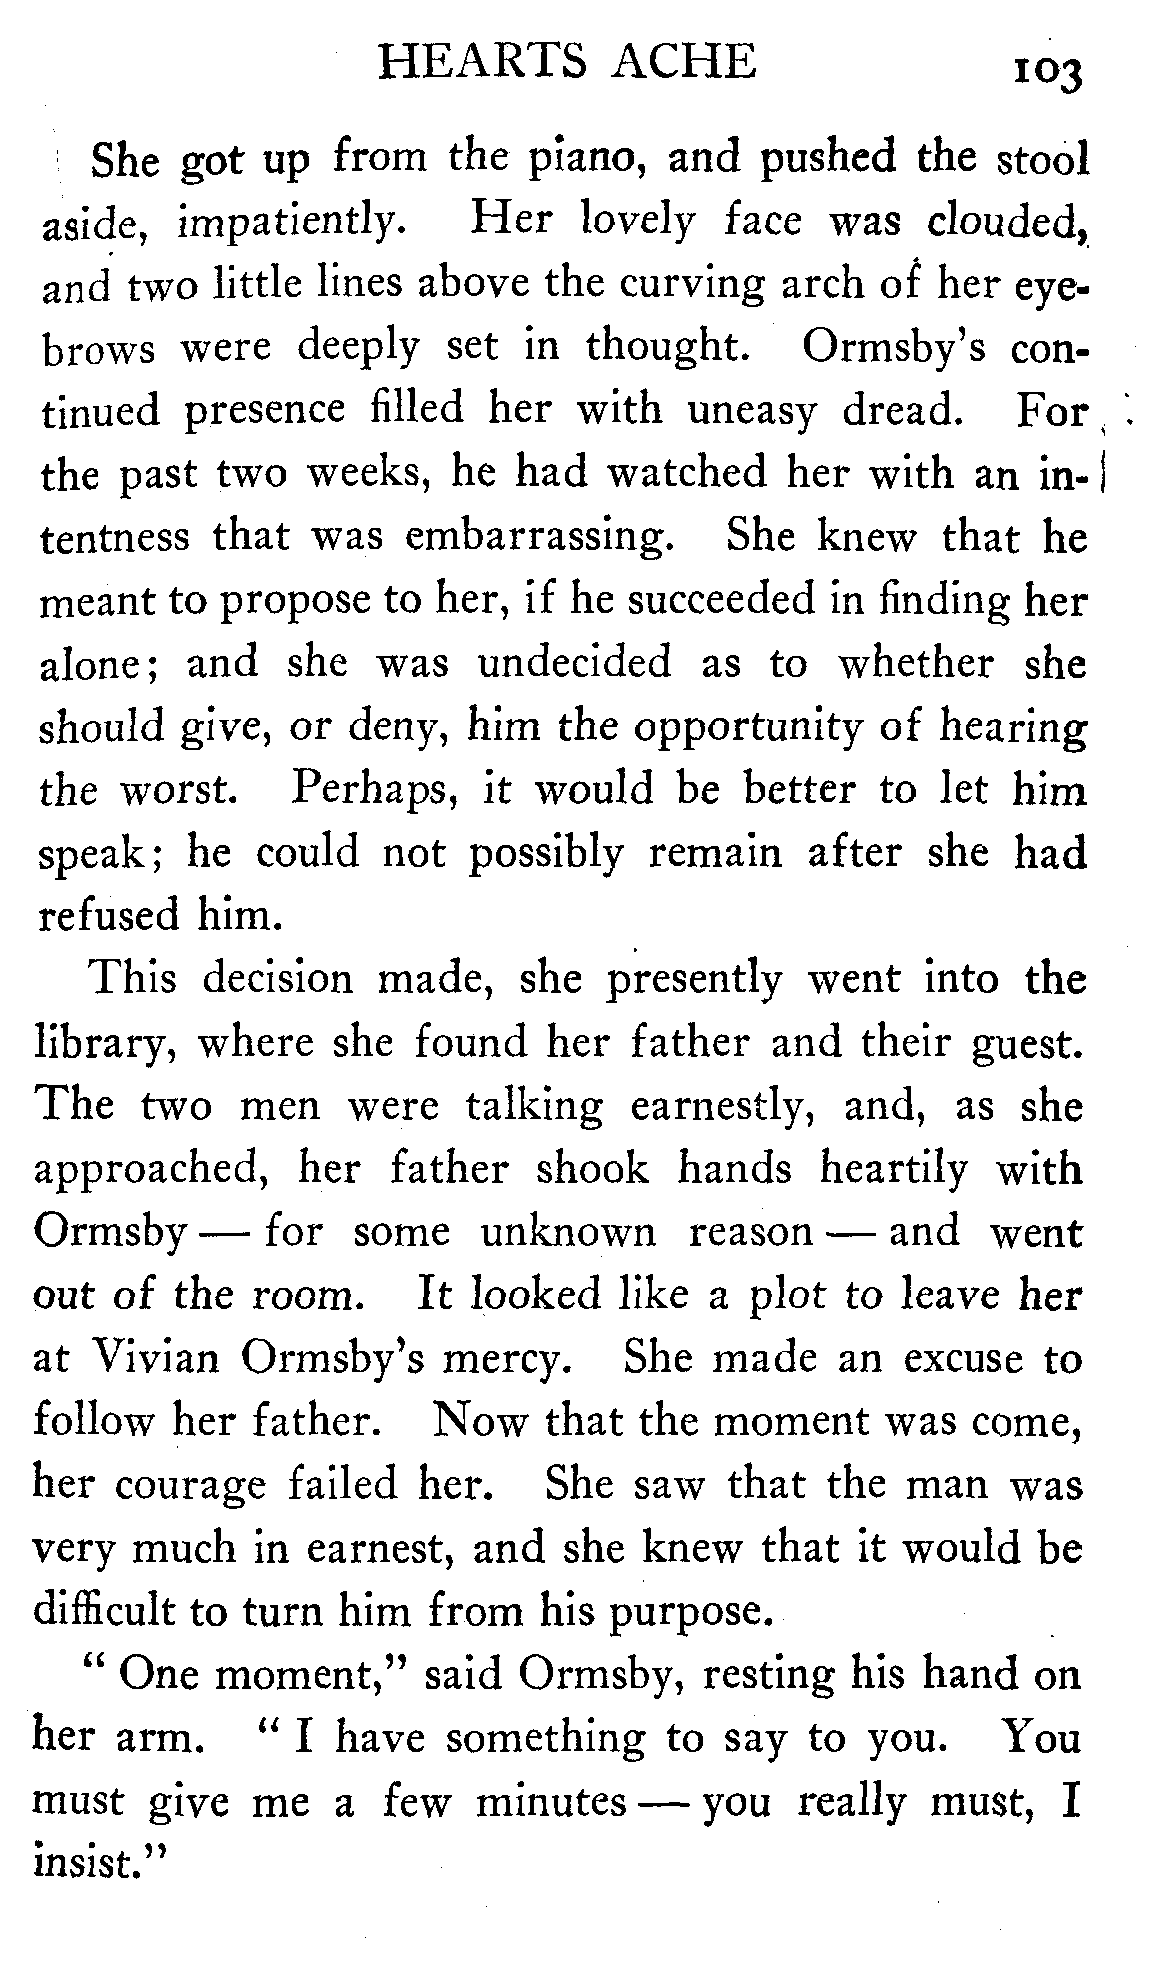 HEARTS ACHE 103
She got up from the piano, and pushed the stool
aside, impatiently. Her lovely face was clouded,
and two little lines above the curving arch of her eye-
brows were deeply set in thought. Ormsby's con-
tinued presence filled her with uneasy dread. For
the past two weeks, he had watched her with an in-
tentness that was embarrassing. She knew that he
meant to propose to her, if he succeeded in finding her
alone; and she was undecided as to whether she
should give, or deny, him the opportunity of hearing
the worst. Perhaps, it would be better to let him
speak; he could not possibly remain after she had
refused him.
This decision made, she presently went into the
library, where she found her father and their guest.
The two men were talking earnestly, and, as she
approached, her father shook hands heartily with
Ormsby — for some unknown reason — and went
out of the room. It looked like a plot to leave her
at Vivian Ormsby's mercy. She made an excuse to
follow her father. Now that the moment was come,
her courage failed her. She saw that the man was
very much in earnest, and she knew that it would be
difficult to turn him from his purpose.
“ One moment,” said Ormsby, resting his hand on
her arm. “ I have something to say to you. You
must give me a few minutes — you really must, I
insist.”